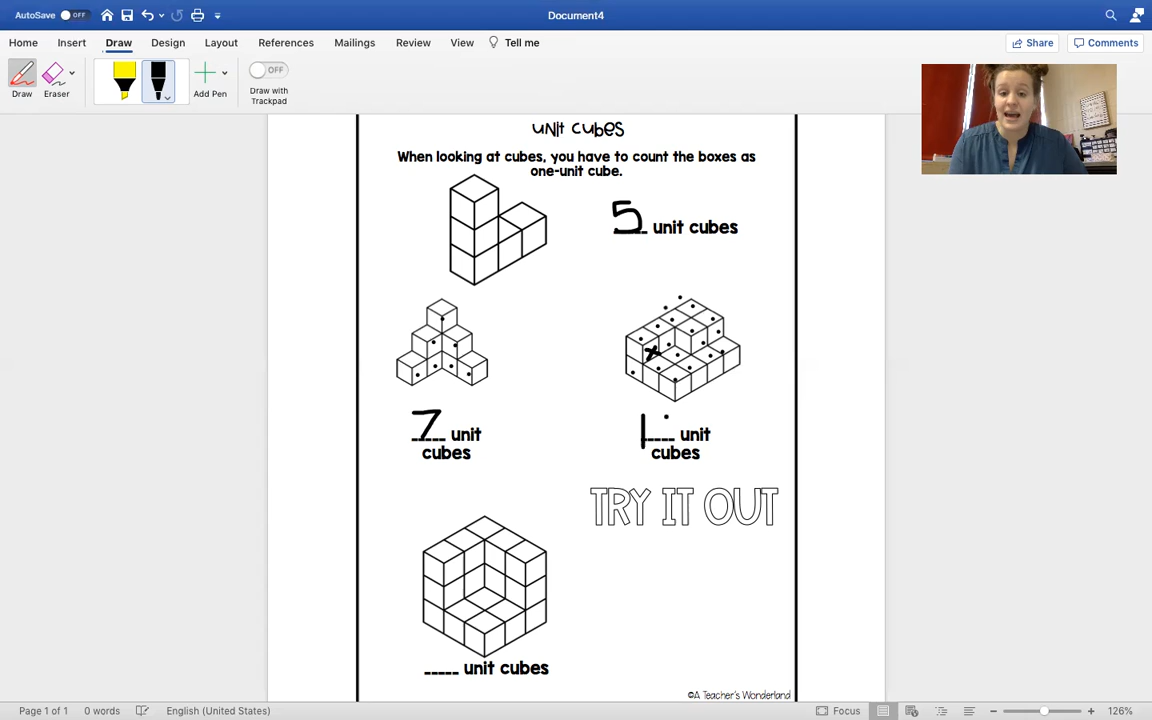 AutoSave OFF
Document4
Home Insert Draw Design Layout References Mailings Review View Tell me
Share Comments
OFF
Draw Eraser Add Pen Draw with
Trackpad
Unit Cubes
When looking at cubes, you have to count the boxes as
one-unit cube.
5 unit cubes
7 unit
cubes
1 unit
cubes
TRY IT OUT
_____ unit cubes
©A Teacher's Wonderland
Page 1 of 1 0 words English (United States) Focus 126%